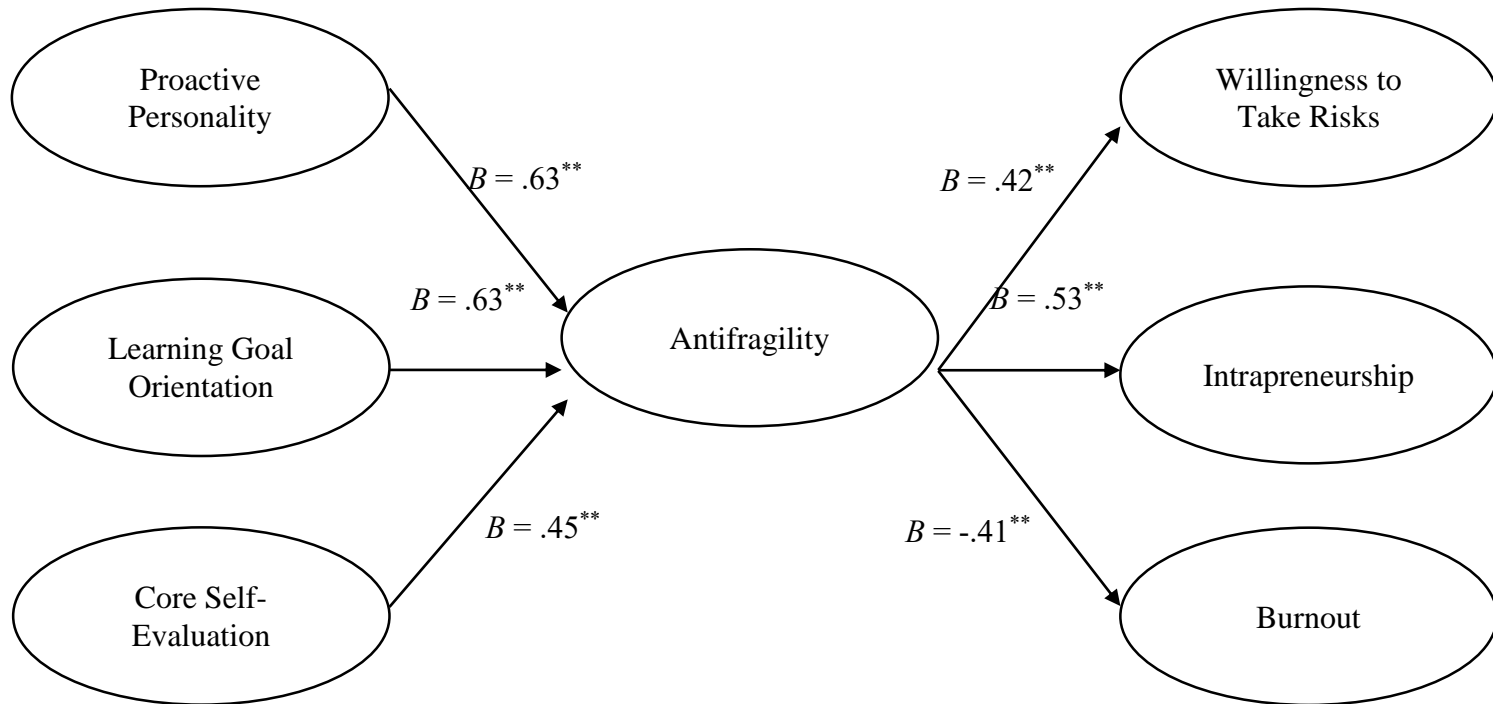 Proactive
Personality
Willingness to
Take Risks
B = .63**
B = .42**
B = .63**
B = .53**
Learning Goal
Orientation
Antifragility
Intrapreneurship
B = .45**
B = -.41**
Core Self-
Evaluation
Burnout